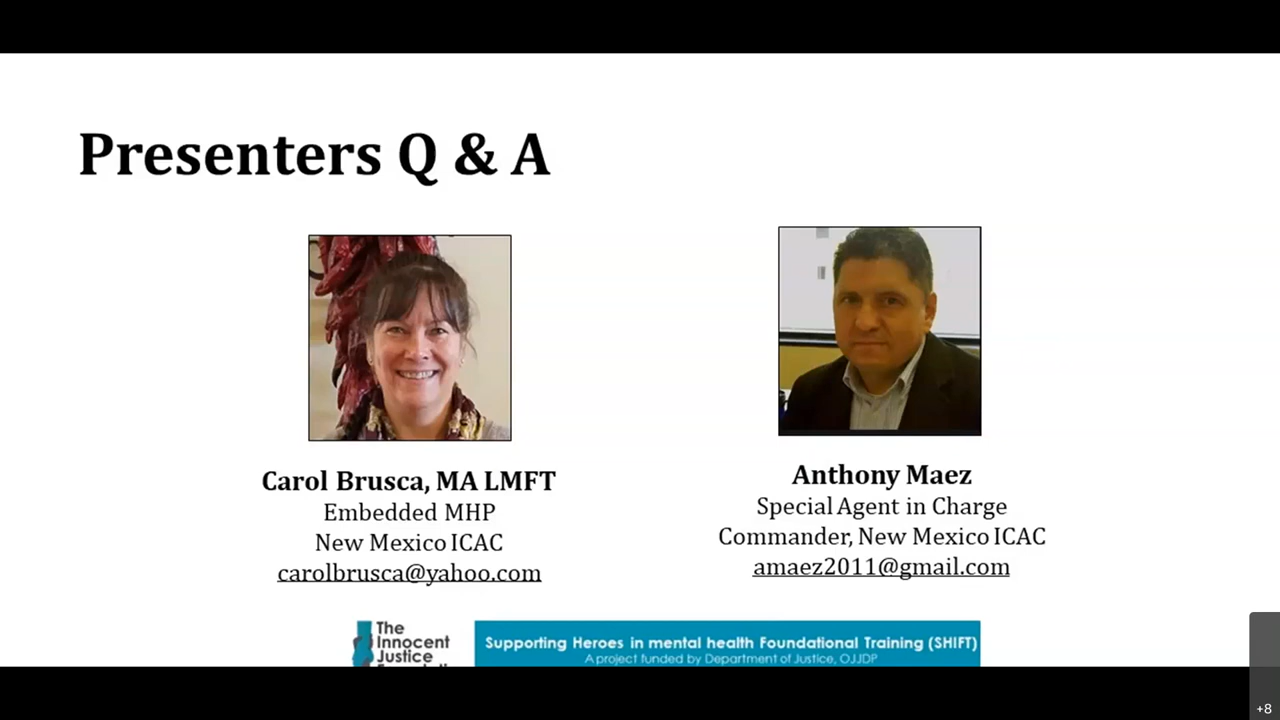 Presenters Q & A
Carol Brusca, MA LMFT
Embedded MHP
New Mexico ICAC
carolbrusca@yahoo.com
Anthony Maez
Special Agent in Charge
Commander, New Mexico ICAC
amaez2011@gmail.com
The
Innocent
Justice
Supporting Heroes in mental health Foundational Training (SHIFT)
A project funded by Department of Justice, OJJDP
+8